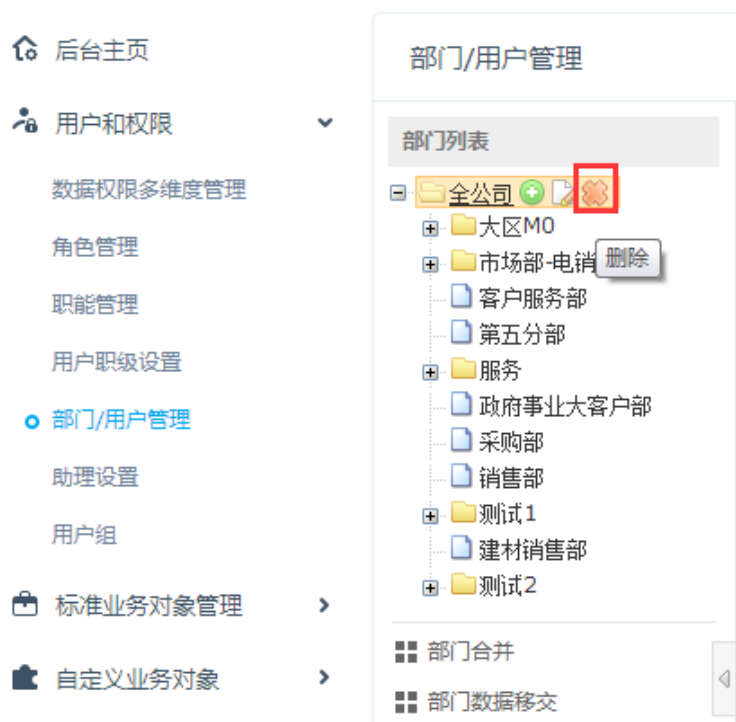 后台主页
用户和权限
数据权限多维度管理
角色管理
职能管理
用户职级设置
部门/用户管理
助理设置
用户组
标准业务对象管理
自定义业务对象
部门/用户管理
部门列表
全公司
大区M0
市场部-电销
删除
客户服务部
第五分部
服务
政府事业大客户部
采购部
销售部
测试1
建材销售部
测试2
部门合并
部门数据移交